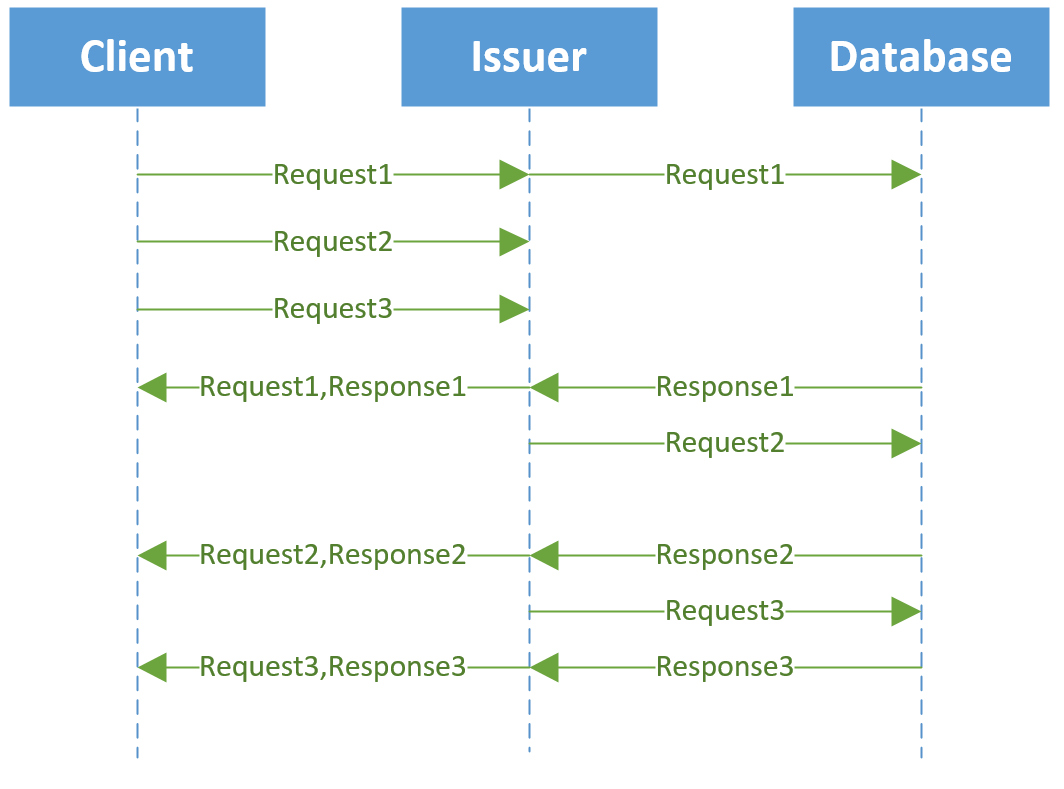 Client Issuer Database
Request1 Request1
Request2
Request3
Request1,Response1 Response1
Request2
Request2,Response2 Response2
Request3
Request3,Response3 Response3